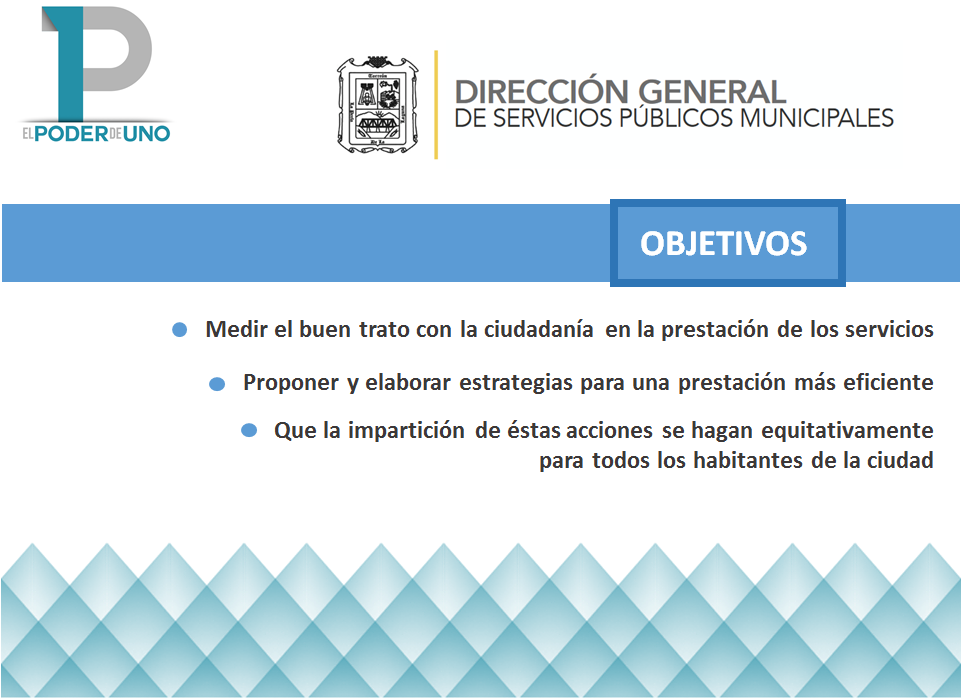 EL PODER DE UNO
Torreón
DIRECCIÓN GENERAL
DE SERVICIOS PÚBLICOS MUNICIPALES
OBJETIVOS
Medir el buen trato con la ciudadanía en la prestación de los servicios
Proponer y elaborar estrategias para una prestación más eficiente
Que la impartición de éstas acciones se hagan equitativamente
para todos los habitantes de la ciudad